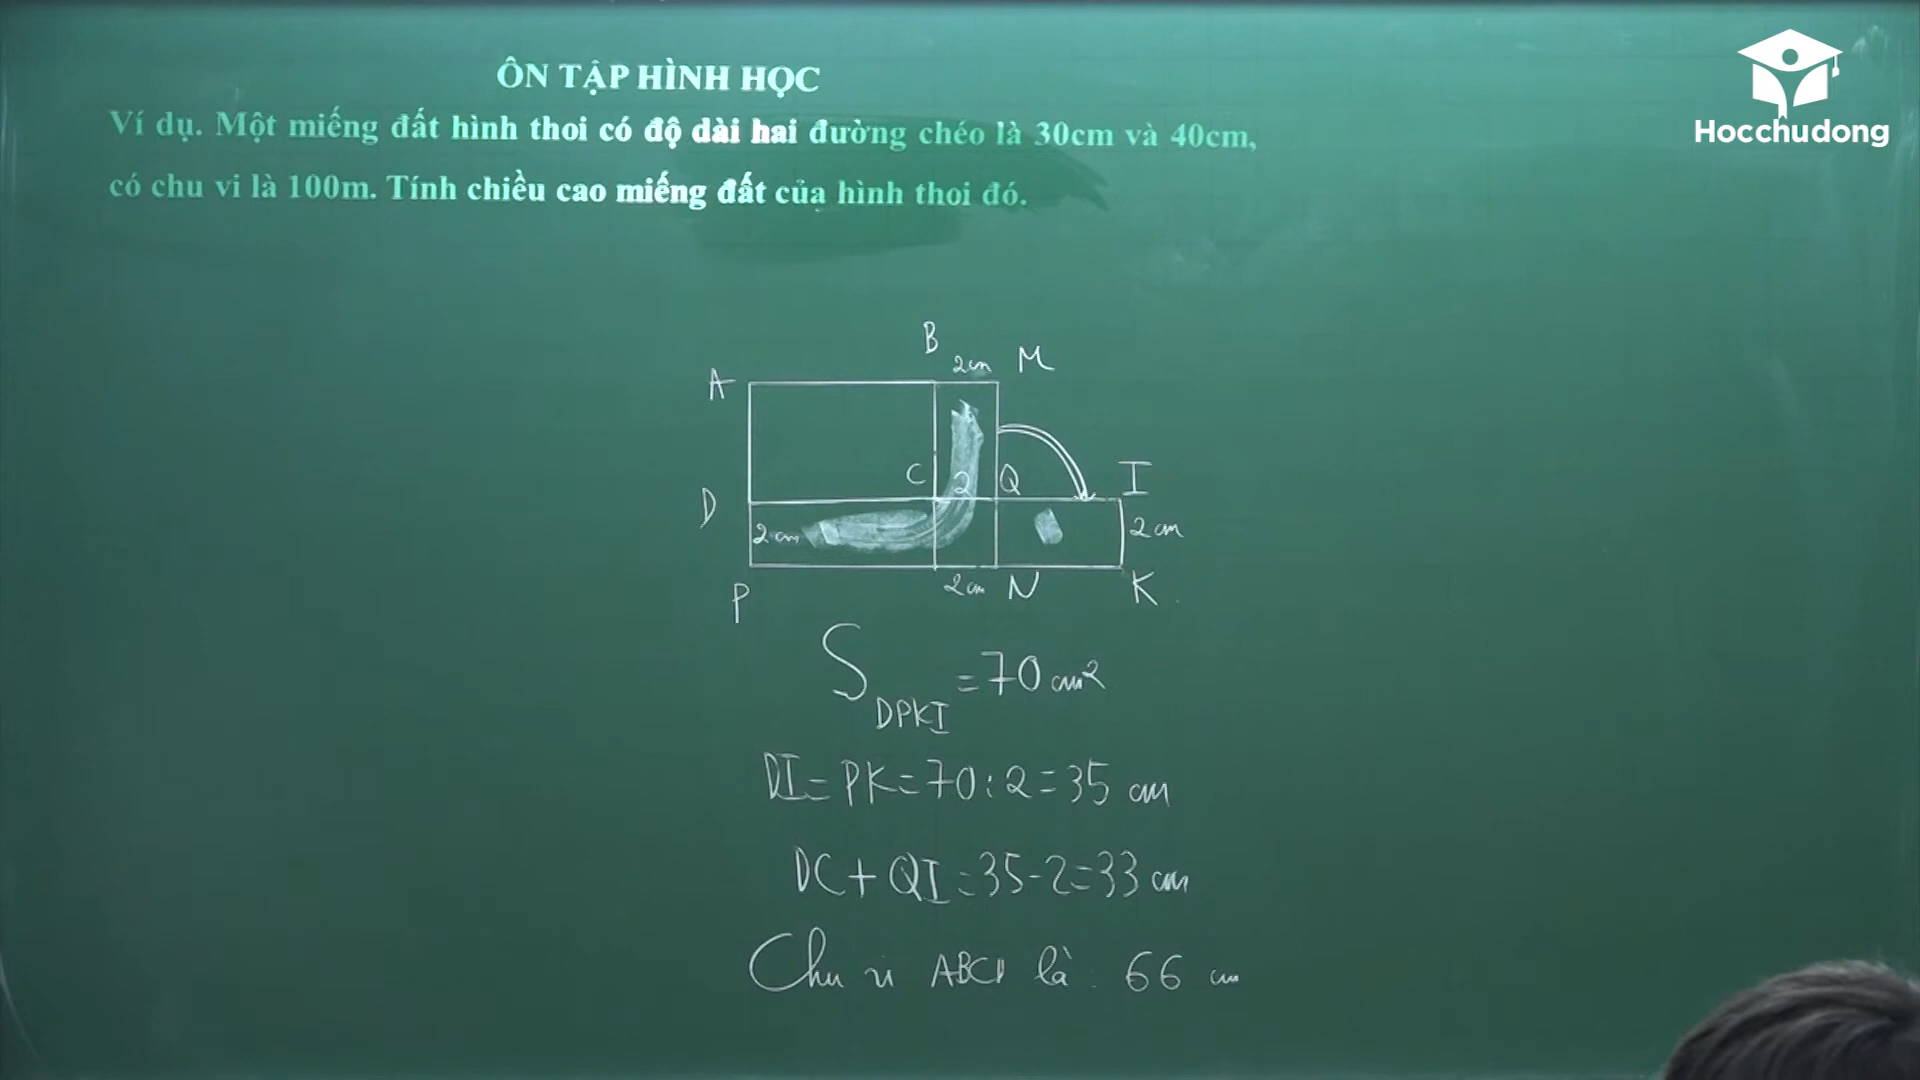 Hocchudong
ÔN TẬP HÌNH HỌC
Ví dụ. Một miếng đất hình thoi có độ dài hai đường chéo là 30cm và 40cm,
có chu vi là 100m. Tính chiều cao miếng đất của hình thoi đó.
B
2cm M
A
C 2 Q I
D
2cm 2cm
P 2cm N K
S DPKI = 70 cm²
DI = PK = 70 : 2 = 35 cm
DC + QI = 35 - 2 = 33 cm
Chu vi ABCD là : 66 cm